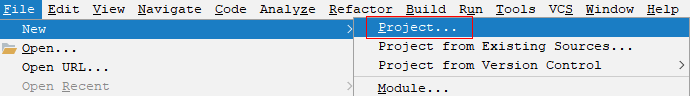 File Edit View Navigate Code Analyze Refactor Build Run Tools VCS Window Help
New Project...
Open... Project from Existing Sources...
Open URL... Project from Version Control
Open Recent Module...